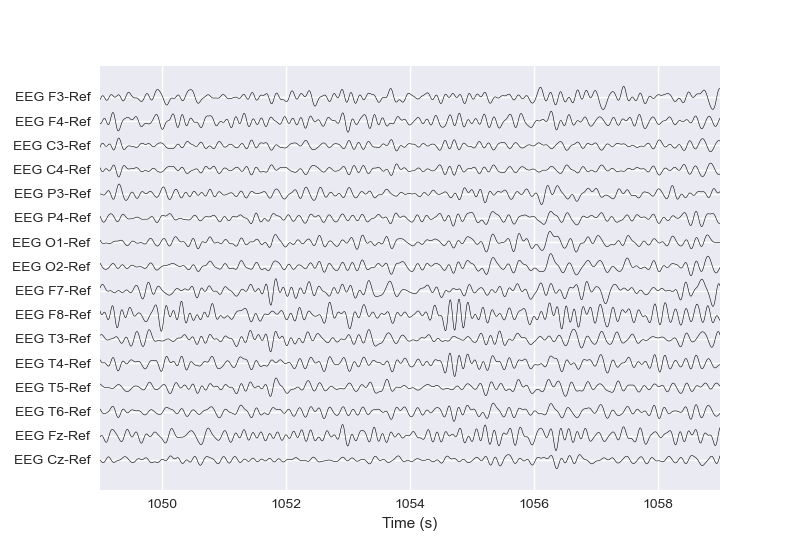 EEG F3-Ref
EEG F4-Ref
EEG C3-Ref
EEG C4-Ref
EEG P3-Ref
EEG P4-Ref
EEG O1-Ref
EEG O2-Ref
EEG F7-Ref
EEG F8-Ref
EEG T3-Ref
EEG T4-Ref
EEG T5-Ref
EEG T6-Ref
EEG Fz-Ref
EEG Cz-Ref
1050 1052 1054 1056 1058
Time (s)